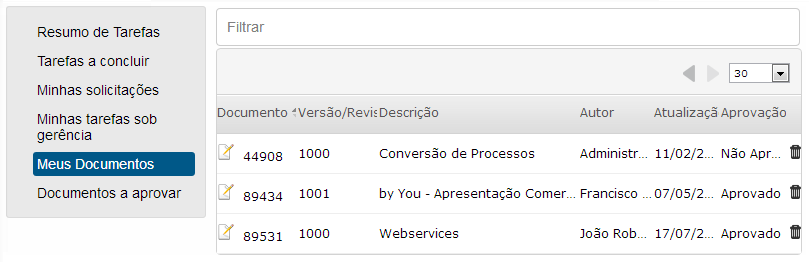 Resumo de Tarefas
Tarefas a concluir
Minhas solicitações
Minhas tarefas sob
gerência
Meus Documentos
Documentos a aprovar
Filtrar
30
Documento Versão/Revis Descrição Autor Atualizaçã Aprovação
44908 1000 Conversão de Processos Administr... 11/02/2... Não Apr...
89434 1001 by You - Apresentação Comer... Francisco ... 07/05/2... Aprovado
89531 1000 Webservices João Rob... 17/07/2... Aprovado